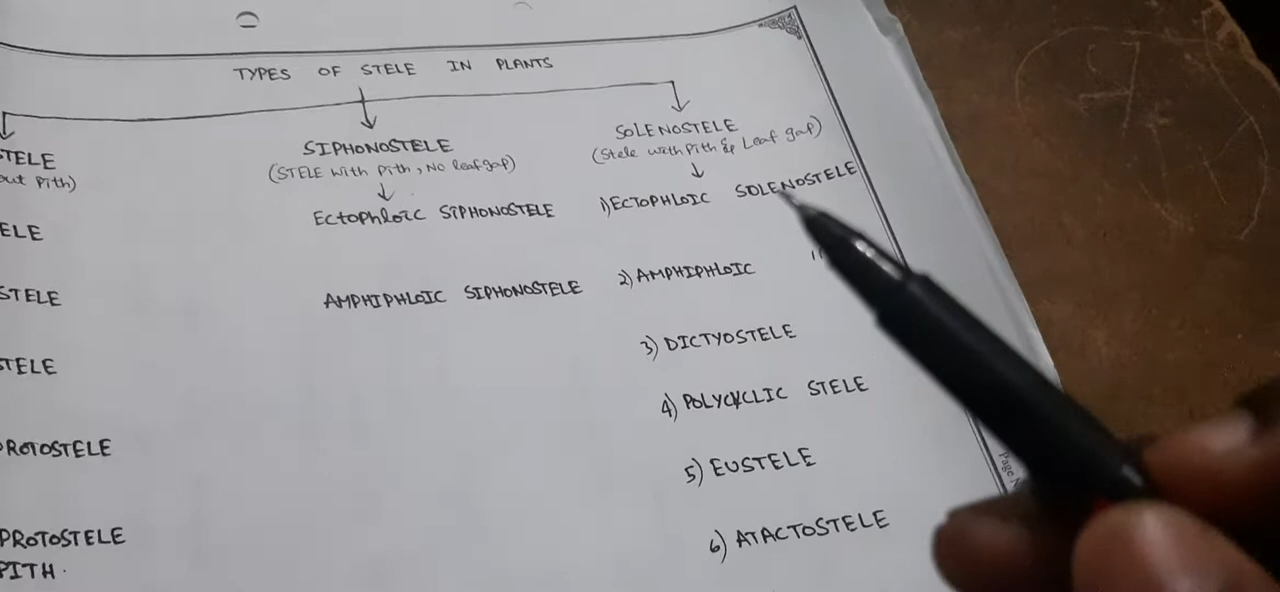 TYPES OF STELE IN PLANTS
TELE
out pith)
ELE
STELE
TELE
PROTOSTELE
PROTOSTELE
PITH.
SIPHONOSTELE
(STELE with pith, No leaf gap)
Ectophloic SIPHONOSTELE
AMPHIPHLOIC SIPHONOSTELE
SOLENOSTELE
(Stele with Pith & Leaf gap)
1) ECTOPHLOIC SOLENOSTELE
2) AMPHIPHLOIC "
3) DICTYOSTELE
4) POLYCYCLIC STELE
5) EUSTELE
6) ATACTOSTELE
Page N